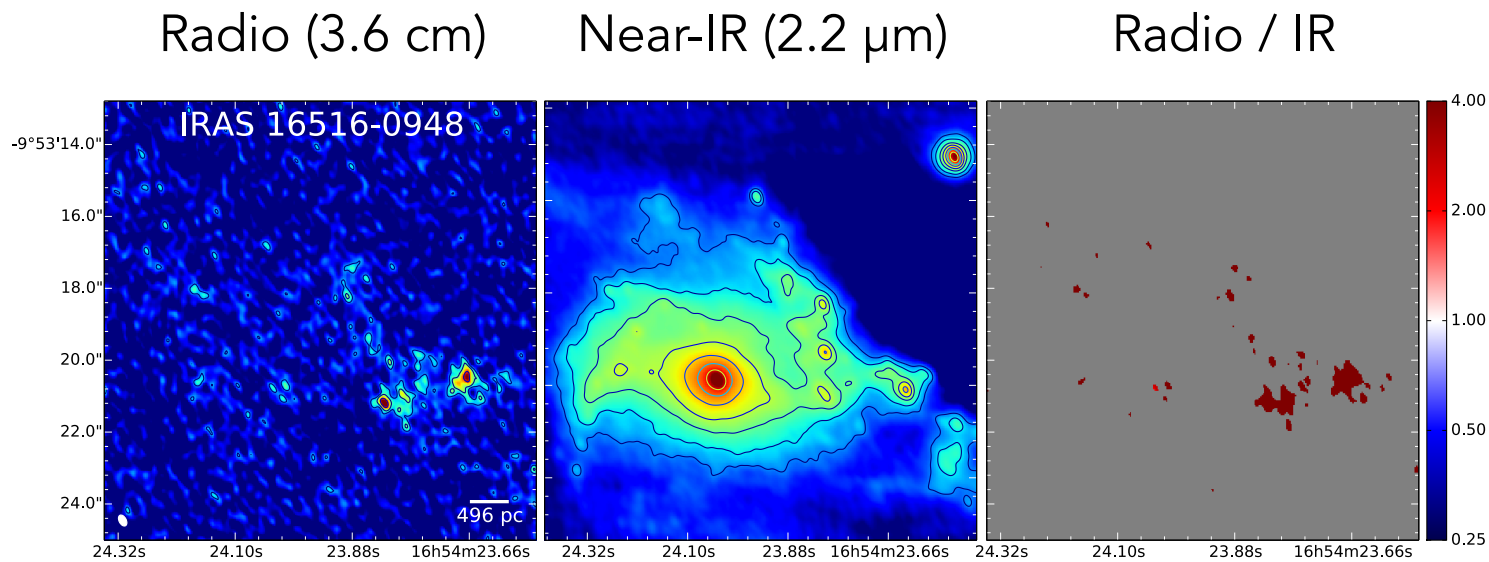 Radio (3.6 cm) Near-IR (2.2 μm) Radio / IR
IRAS 16516-0948
-9°53'14.0"
16.0"
18.0"
20.0"
22.0"
24.0"
496 pc
24.32s 24.10s 23.88s 16h54m23.66s
24.32s 24.10s 23.88s 16h54m23.66s
24.32s 24.10s 23.88s 16h54m23.66s
4.00
2.00
1.00
0.50
0.25